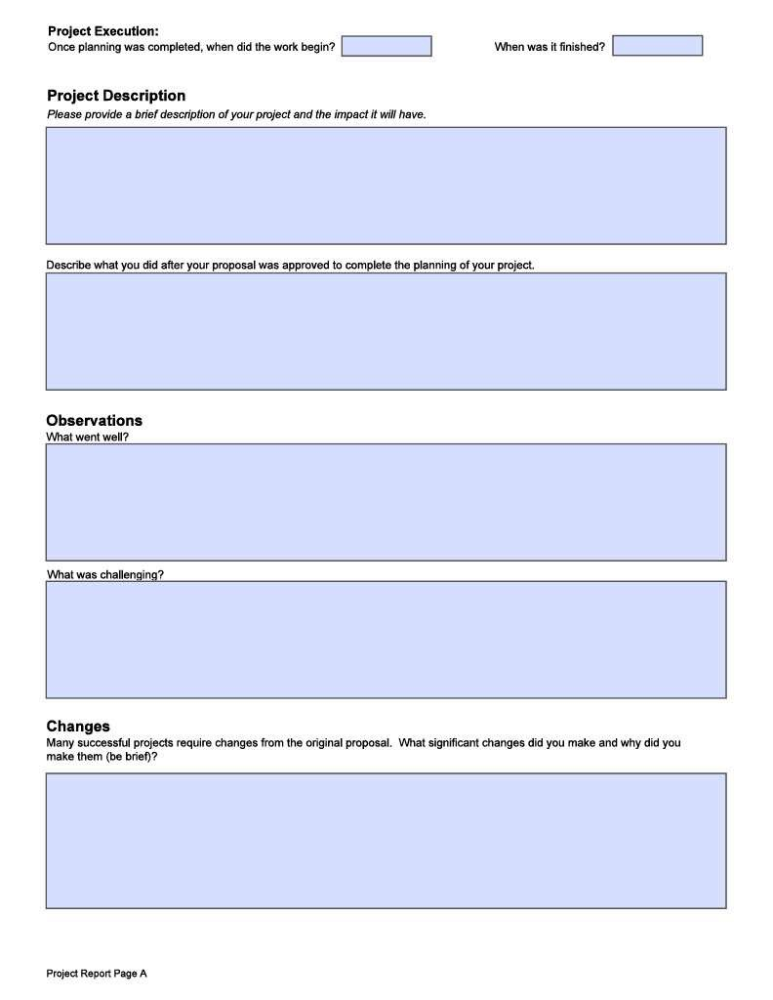 Project Execution:
Once planning was completed, when did the work begin? When was it finished?
Project Description
Please provide a brief description of your project and the impact it will have.
Describe what you did after your proposal was approved to complete the planning of your project.
Observations
What went well?
What was challenging?
Changes
Many successful projects require changes from the original proposal.  What significant changes did you make and why did you
make them (be brief)?
Project Report Page A